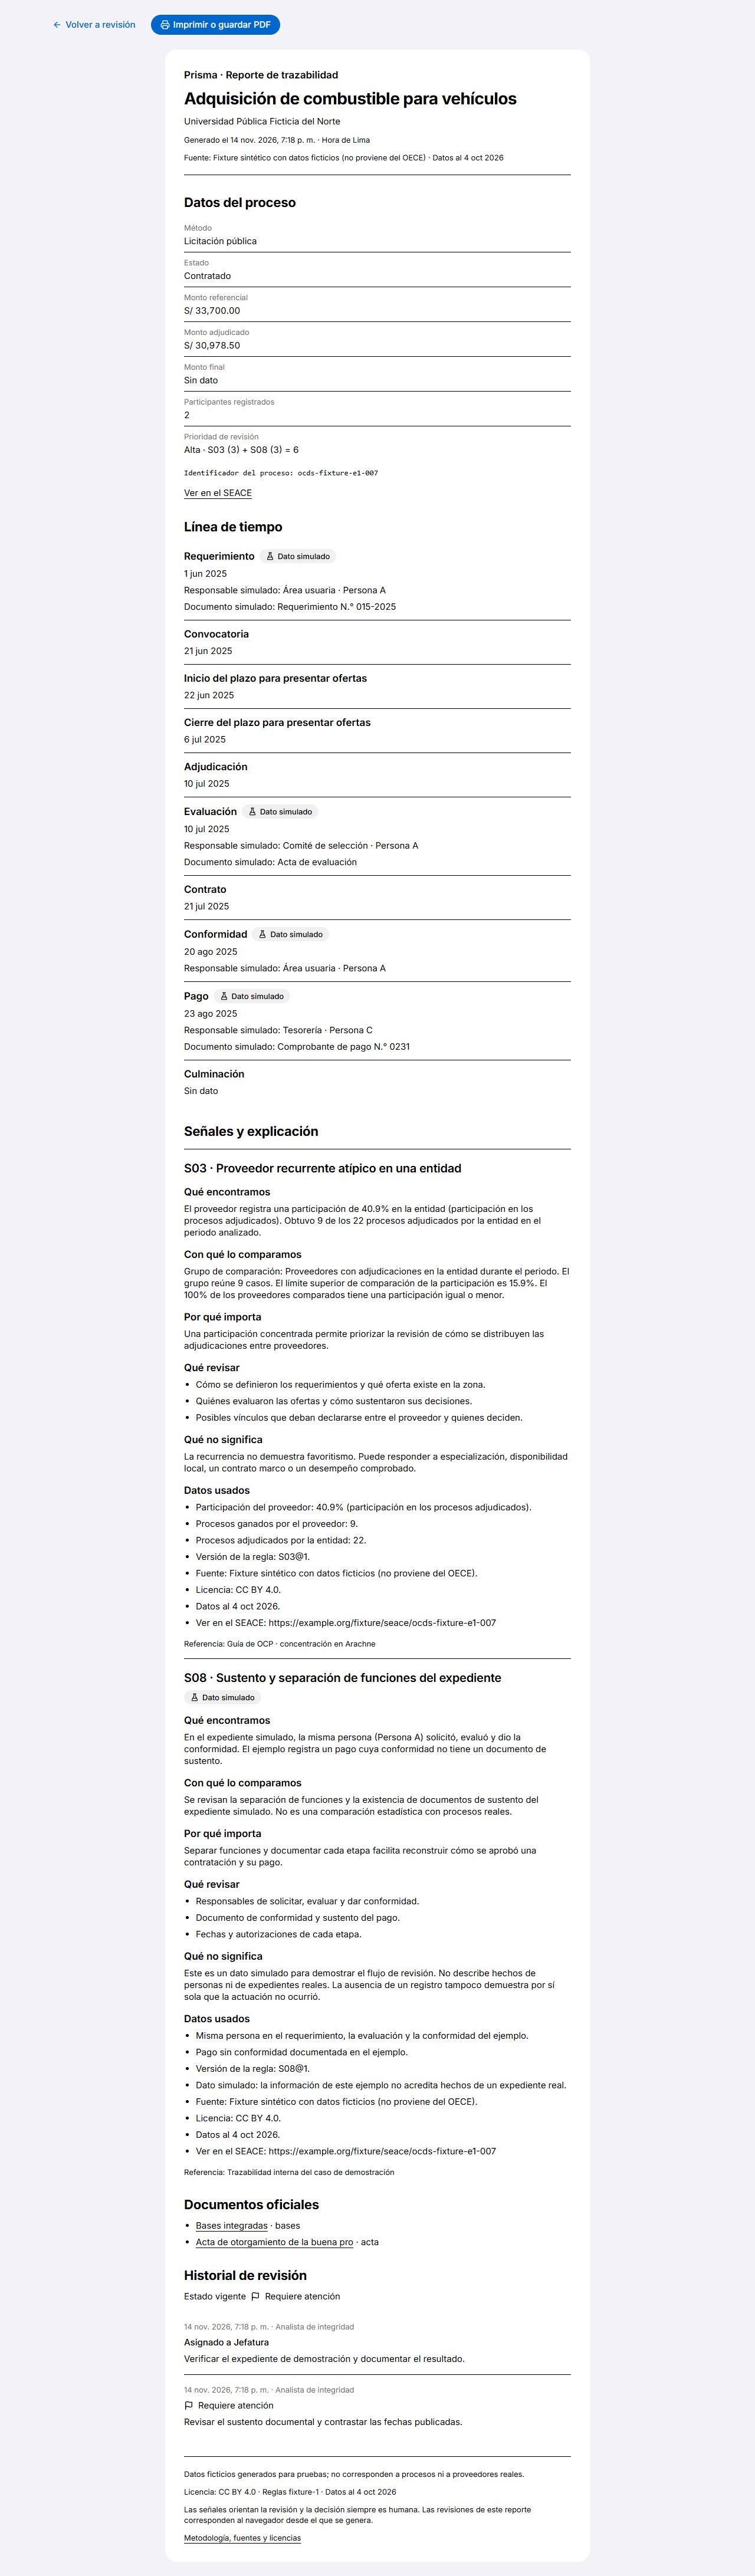 Volver a revisión
Imprimir o guardar PDF
Prisma · Reporte de trazabilidad
Adquisición de combustible para vehículos
Universidad Pública Ficticia del Norte
Generado el 14 nov. 2026, 7:18 p. m. · Hora de Lima
Fuente: Fixture sintético con datos ficticios (no proviene del OECE) · Datos al 4 oct 2026
Datos del proceso
Método
Licitación pública
Estado
Contratado
Monto referencial
S/ 33,700.00
Monto adjudicado
S/ 30,978.50
Monto final
Sin dato
Participantes registrados
2
Prioridad de revisión
Alta · S03 (3) + S08 (3) = 6
Identificador del proceso: ocds-fixture-e1-007
Ver en el SEACE
Línea de tiempo
Requerimiento Dato simulado
1 jun 2025
Responsable simulado: Área usuaria · Persona A
Documento simulado: Requerimiento N.° 015-2025
Convocatoria
21 jun 2025
Inicio del plazo para presentar ofertas
22 jun 2025
Cierre del plazo para presentar ofertas
6 jul 2025
Adjudicación
10 jul 2025
Evaluación Dato simulado
10 jul 2025
Responsable simulado: Comité de selección · Persona A
Documento simulado: Acta de evaluación
Contrato
21 jul 2025
Conformidad Dato simulado
20 ago 2025
Responsable simulado: Área usuaria · Persona A
Pago Dato simulado
23 ago 2025
Responsable simulado: Tesorería · Persona C
Documento simulado: Comprobante de pago N.° 0231
Culminación
Sin dato
Señales y explicación
S03 · Proveedor recurrente atípico en una entidad
Qué encontramos
El proveedor registra una participación de 40.9% en la entidad (participación en los
procesos adjudicados). Obtuvo 9 de los 22 procesos adjudicados por la entidad en el
periodo analizado.
Con qué lo comparamos
Grupo de comparación: Proveedores con adjudicaciones en la entidad durante el periodo. El
grupo reúne 9 casos. El límite superior de comparación de la participación es 15.9%. El
100% de los proveedores comparados tiene una participación igual o menor.
Por qué importa
Una participación concentrada permite priorizar la revisión de cómo se distribuyen las
adjudicaciones entre proveedores.
Qué revisar
• Cómo se definieron los requerimientos y qué oferta existe en la zona.
• Quiénes evaluaron las ofertas y cómo sustentaron sus decisiones.
• Posibles vínculos que deban declararse entre el proveedor y quienes deciden.
Qué no significa
La recurrencia no demuestra favoritismo. Puede responder a especialización, disponibilidad
local, un contrato marco o un desempeño comprobado.
Datos usados
• Participación del proveedor: 40.9% (participación en los procesos adjudicados).
• Procesos ganados por el proveedor: 9.
• Procesos adjudicados por la entidad: 22.
• Versión de la regla: S03@1.
• Fuente: Fixture sintético con datos ficticios (no proviene del OECE).
• Licencia: CC BY 4.0.
• Datos al 4 oct 2026.
• Ver en el SEACE: https://example.org/fixture/seace/ocds-fixture-e1-007
Referencia: Guía de OCP · concentración en Arachne
S08 · Sustento y separación de funciones del expediente
Dato simulado
Qué encontramos
En el expediente simulado, la misma persona (Persona A) solicitó, evaluó y dio la
conformidad. El ejemplo registra un pago cuya conformidad no tiene un documento de
sustento.
Con qué lo comparamos
Se revisan la separación de funciones y la existencia de documentos de sustento del
expediente simulado. No es una comparación estadística con procesos reales.
Por qué importa
Separar funciones y documentar cada etapa facilita reconstruir cómo se aprobó una
contratación y su pago.
Qué revisar
• Responsables de solicitar, evaluar y dar conformidad.
• Documento de conformidad y sustento del pago.
• Fechas y autorizaciones de cada etapa.
Qué no significa
Este es un dato simulado para demostrar el flujo de revisión. No describe hechos de
personas ni de expedientes reales. La ausencia de un registro tampoco demuestra por sí
sola que la actuación no ocurrió.
Datos usados
• Misma persona en el requerimiento, la evaluación y la conformidad del ejemplo.
• Pago sin conformidad documentada en el ejemplo.
• Versión de la regla: S08@1.
• Dato simulado: la información de este ejemplo no acredita hechos de un expediente real.
• Fuente: Fixture sintético con datos ficticios (no proviene del OECE).
• Licencia: CC BY 4.0.
• Datos al 4 oct 2026.
• Ver en el SEACE: https://example.org/fixture/seace/ocds-fixture-e1-007
Referencia: Trazabilidad interna del caso de demostración
Documentos oficiales
• Bases integradas · bases
• Acta de otorgamiento de la buena pro · acta
Historial de revisión
Estado vigente Requiere atención
14 nov. 2026, 7:18 p. m. · Analista de integridad
Asignado a Jefatura
Verificar el expediente de demostración y documentar el resultado.
14 nov. 2026, 7:18 p. m. · Analista de integridad
Requiere atención
Revisar el sustento documental y contrastar las fechas publicadas.
Datos ficticios generados para pruebas; no corresponden a procesos ni a proveedores reales.
Licencia: CC BY 4.0 · Reglas fixture-1 · Datos al 4 oct 2026
Las señales orientan la revisión y la decisión siempre es humana. Las revisiones de este reporte
corresponden al navegador desde el que se genera.
Metodología, fuentes y licencias